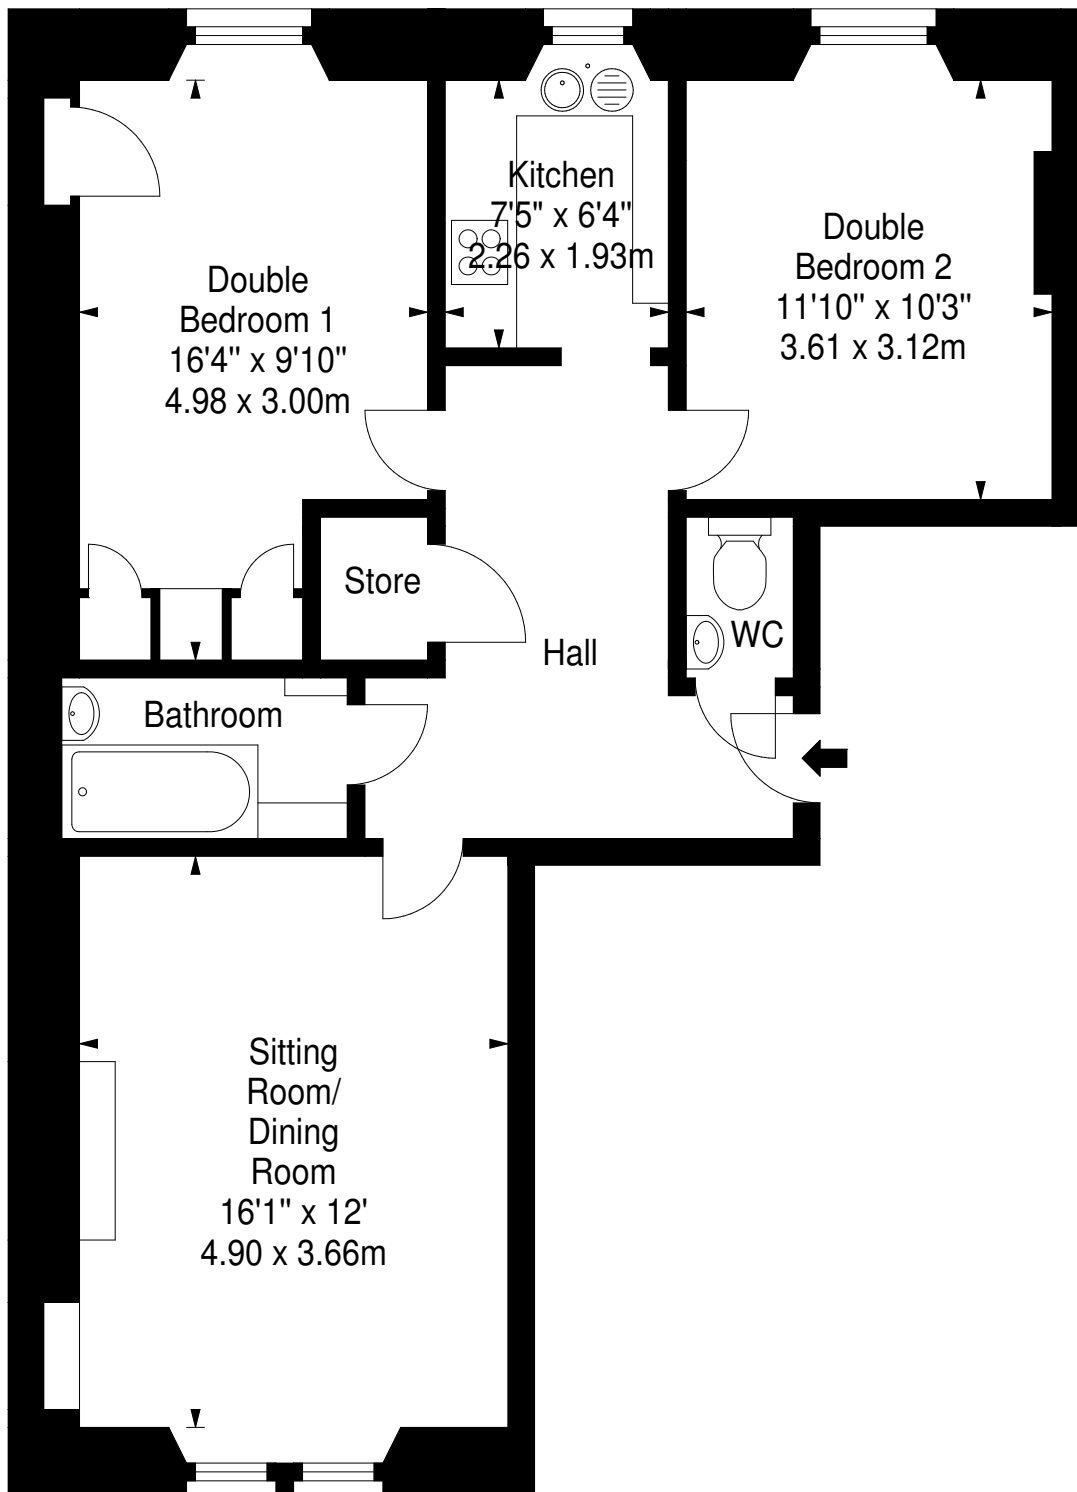 Kitchen
7'5" x 6'4"
2.26 x 1.93m
Double
Bedroom 2
11'10" x 10'3"
3.61 x 3.12m
Double
Bedroom 1
16'4" x 9'10"
4.98 x 3.00m
Store
WC
Hall
Bathroom
Sitting
Room/
Dining
Room
16'1" x 12'
4.90 x 3.66m